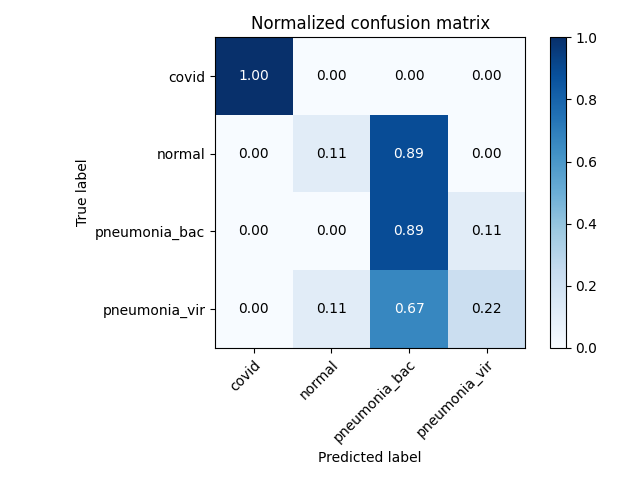 Normalized confusion matrix
True label
covid 1.00 0.00 0.00 0.00
normal 0.00 0.11 0.89 0.00
pneumonia_bac 0.00 0.00 0.89 0.11
pneumonia_vir 0.00 0.11 0.67 0.22
covid normal pneumonia_bac pneumonia_vir
Predicted label
1.0
0.8
0.6
0.4
0.2
0.0